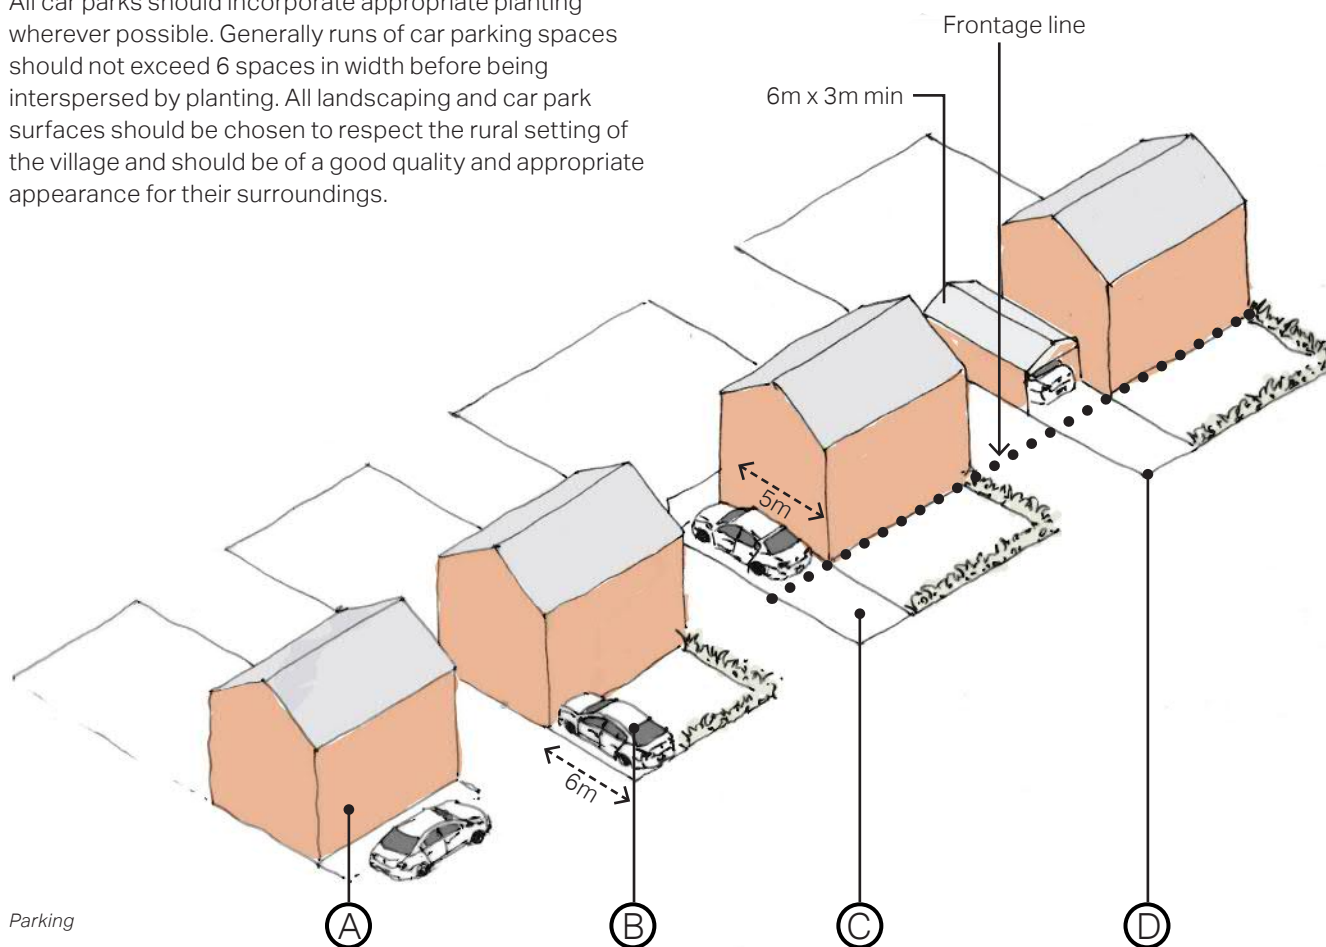 All car parks should incorporate appropriate planting
wherever possible. Generally runs of car parking spaces
should not exceed 6 spaces in width before being
interspersed by planting. All landscaping and car park
surfaces should be chosen to respect the rural setting of
the village and should be of a good quality and appropriate
appearance for their surroundings.
Frontage line
6m x 3m min
5m
6m
Parking
A
B
C
D